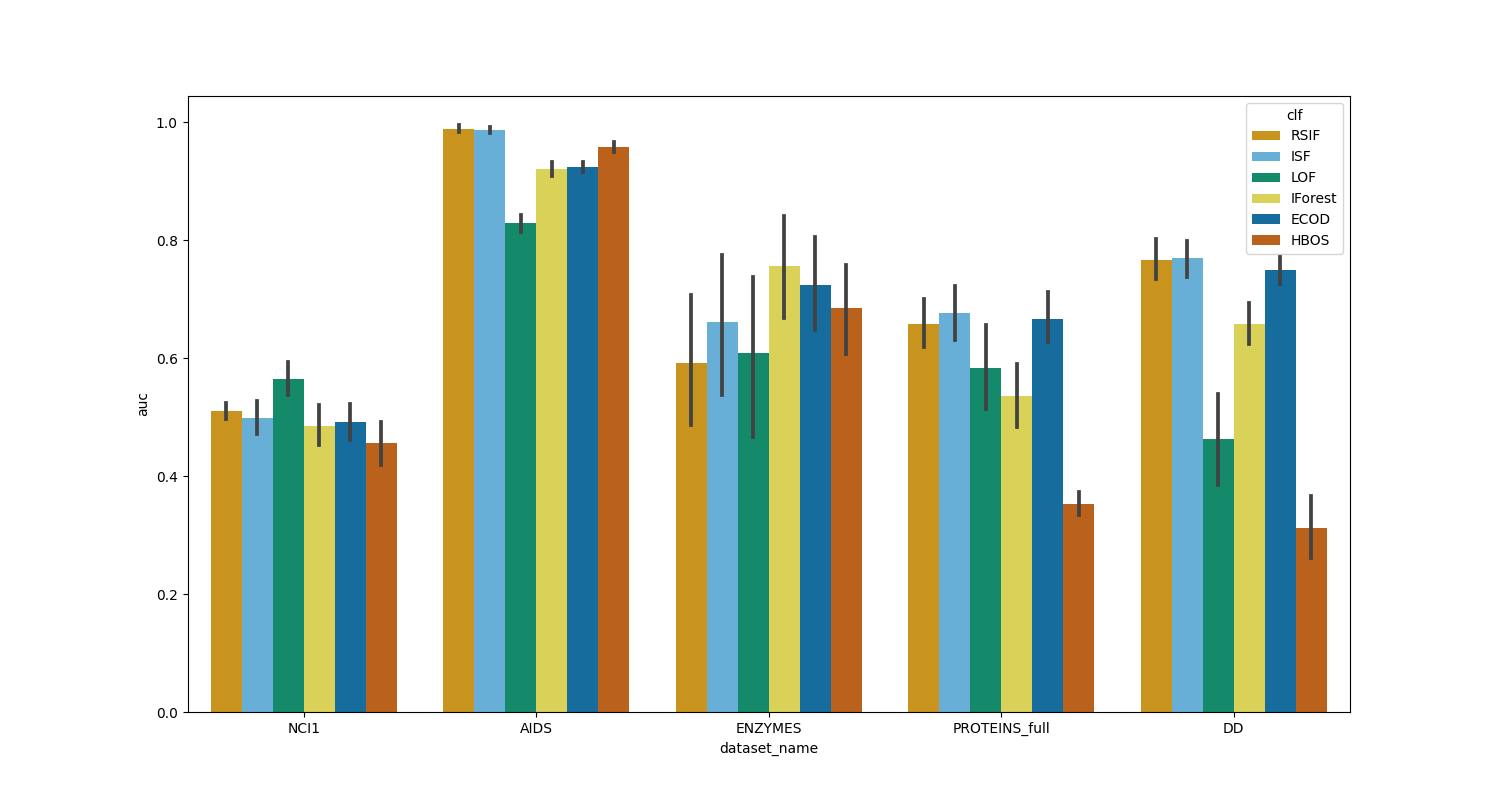 clf
RSIF
ISF
LOF
IForest
ECOD
HBOS
auc
1.0
0.8
0.6
0.4
0.2
0.0
NCI1
AIDS
ENZYMES
PROTEINS_full
DD
dataset_name